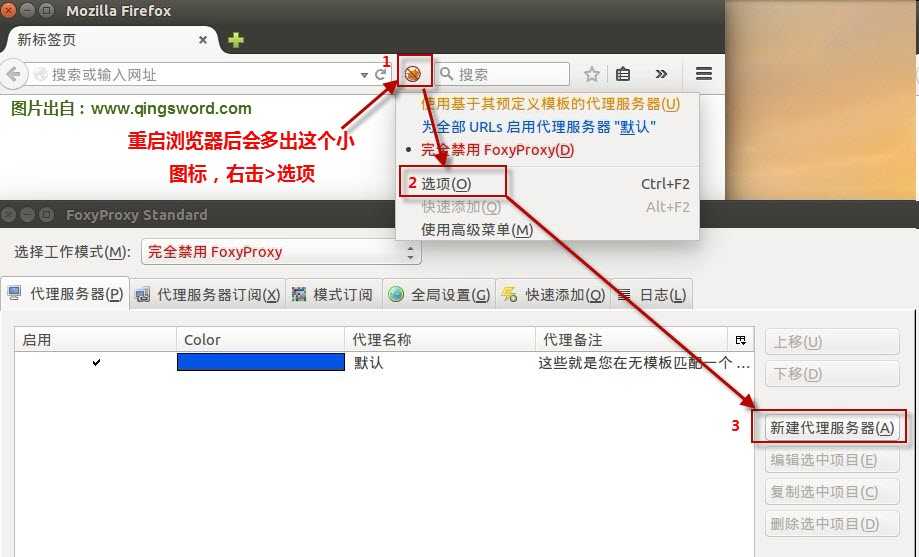 Mozilla Firefox
新标签页
搜索或输入网址
1
搜索
图片出自：www.qingsword.com
重启浏览器后会多出这个小
图标，右击>选项
使用基于其预定义模板的代理服务器(U)
为全部 URLs 启用代理服务器 "默认"
完全禁用 FoxyProxy(D)
2 选项(O) Ctrl+F2
快速添加(Q) Alt+F2
使用高级菜单(M)
FoxyProxy Standard
选择工作模式(M): 完全禁用 FoxyProxy
代理服务器(P) 代理服务器订阅(X) 模式订阅 全局设置(G) 快速添加(Q) 日志(L)
启用 Color 代理名称 代理备注
默认 这些就是您在无模板匹配一个 ...
上移(U)
下移(D)
3 新建代理服务器(A)
编辑选中项目(E)
复制选中项目(C)
删除选中项目(D)